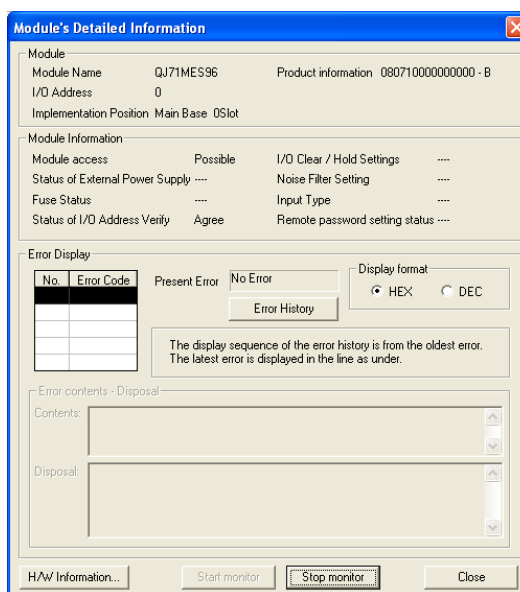 Module's Detailed Information
Module
Module Name QJ71MES96 Product information 080710000000000 - B
I/O Address 0
Implementation Position Main Base 0Slot
Module Information
Module access Possible I/O Clear / Hold Settings ----
Status of External Power Supply ---- Noise Filter Setting ----
Fuse Status ---- Input Type ----
Status of I/O Address Verify Agree Remote password setting status ----
Error Display
Display format
No. Error Code Present Error No Error HEX DEC
Error History
The display sequence of the error history is from the oldest error.
The latest error is displayed in the line as under.
Error contents - Disposal
Contents:
Disposal:
H/W Information... Start monitor Stop monitor Close